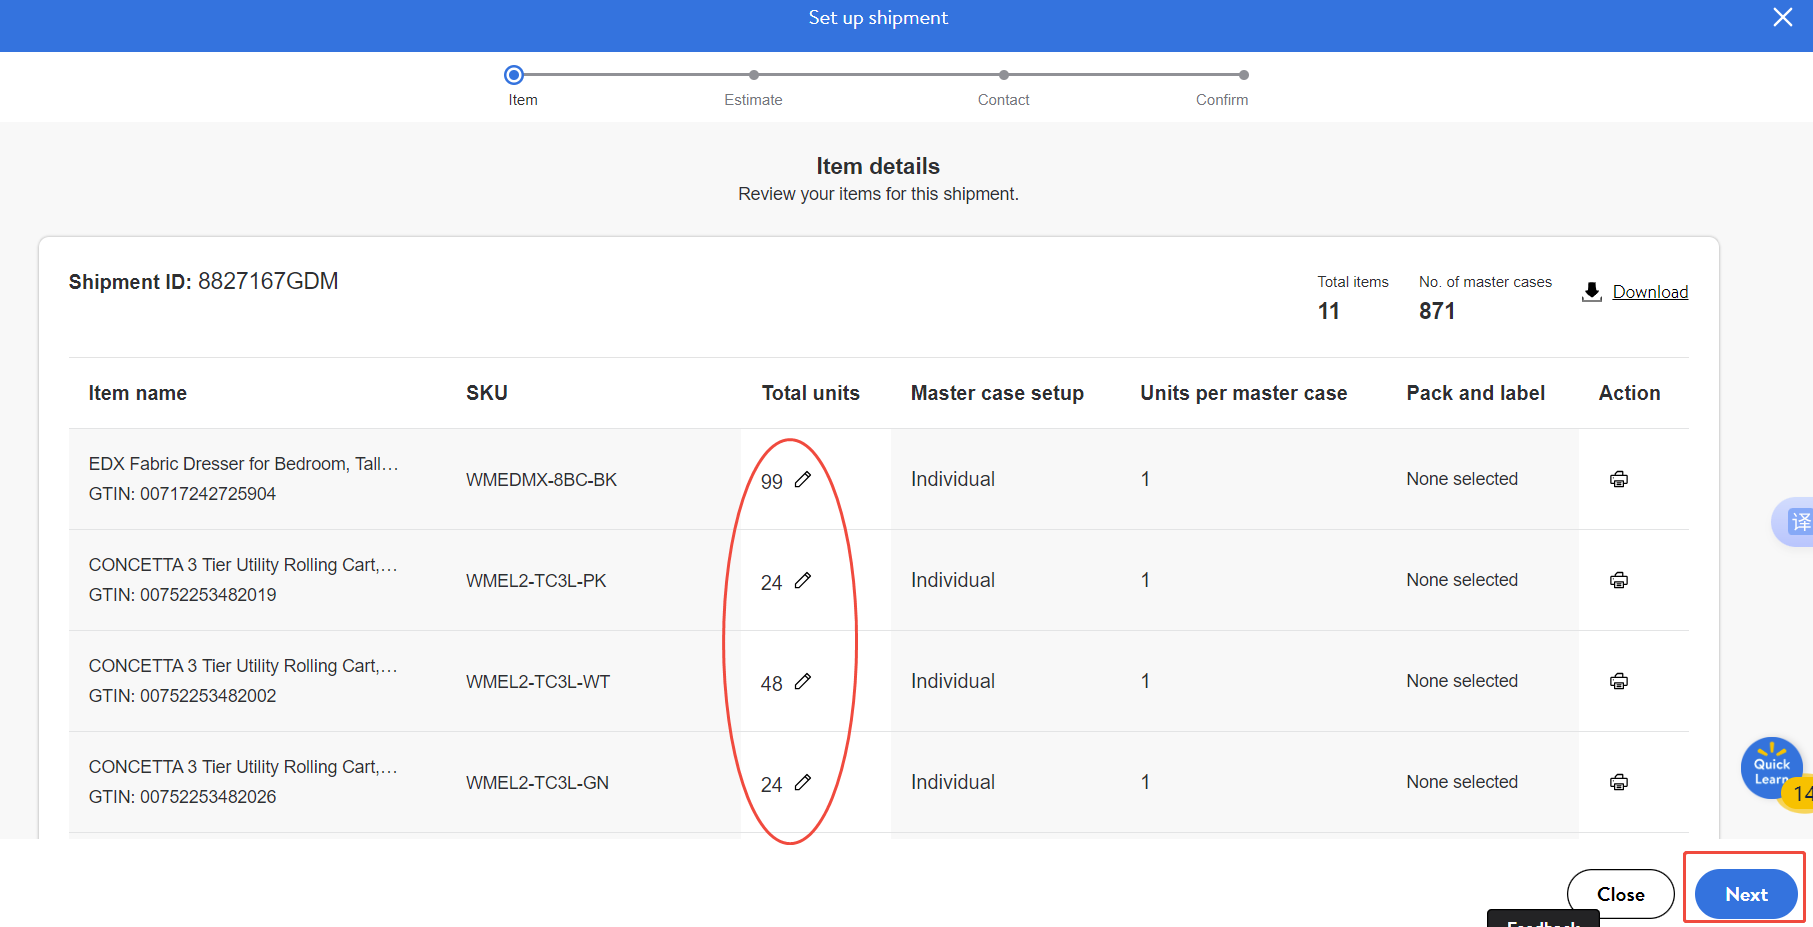 Set up shipment
Item
Estimate
Contact
Confirm
Item details
Review your items for this shipment.
Shipment ID: 8827167GDM
Total items
11
No. of master cases
871
Download
Item name SKU Total units Master case setup Units per master case Pack and label Action
EDX Fabric Dresser for Bedroom, Tall…
GTIN: 00717242725904
WMEDMX-8BC-BK
99
Individual
1
None selected
CONCETTA 3 Tier Utility Rolling Cart,…
GTIN: 00752253482019
WMEL2-TC3L-PK
24
Individual
1
None selected
译
CONCETTA 3 Tier Utility Rolling Cart,…
GTIN: 00752253482002
WMEL2-TC3L-WT
48
Individual
1
None selected
CONCETTA 3 Tier Utility Rolling Cart,…
GTIN: 00752253482026
WMEL2-TC3L-GN
24
Individual
1
None selected
Quick
Learn
14
Close
Next
Feedback